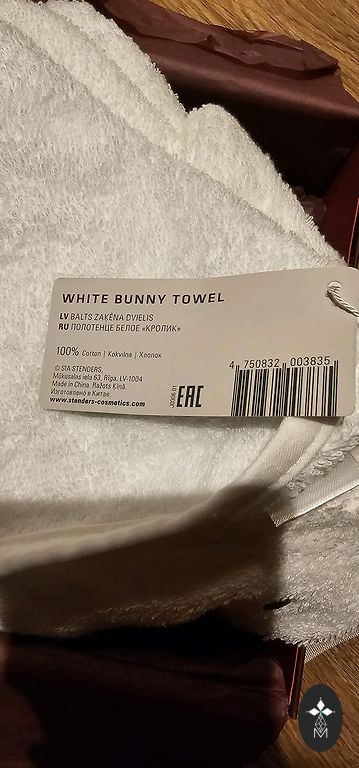 WHITE BUNNY TOWEL
LV BALTS ZAĶĒNA DVIELIS
RU ПОЛОТЕНЦЕ БЕЛОЕ «КРОЛИК»
100% Cotton | Kokvilna | Хлопок
© SIA STENDERS,
Mūkusalas iela 63, Rīga, LV-1004
Made in China. Ražots Ķīnā.
Изготовлено в Китае.
www.stenders-cosmetics.com
EAC
4 750832 003835
M